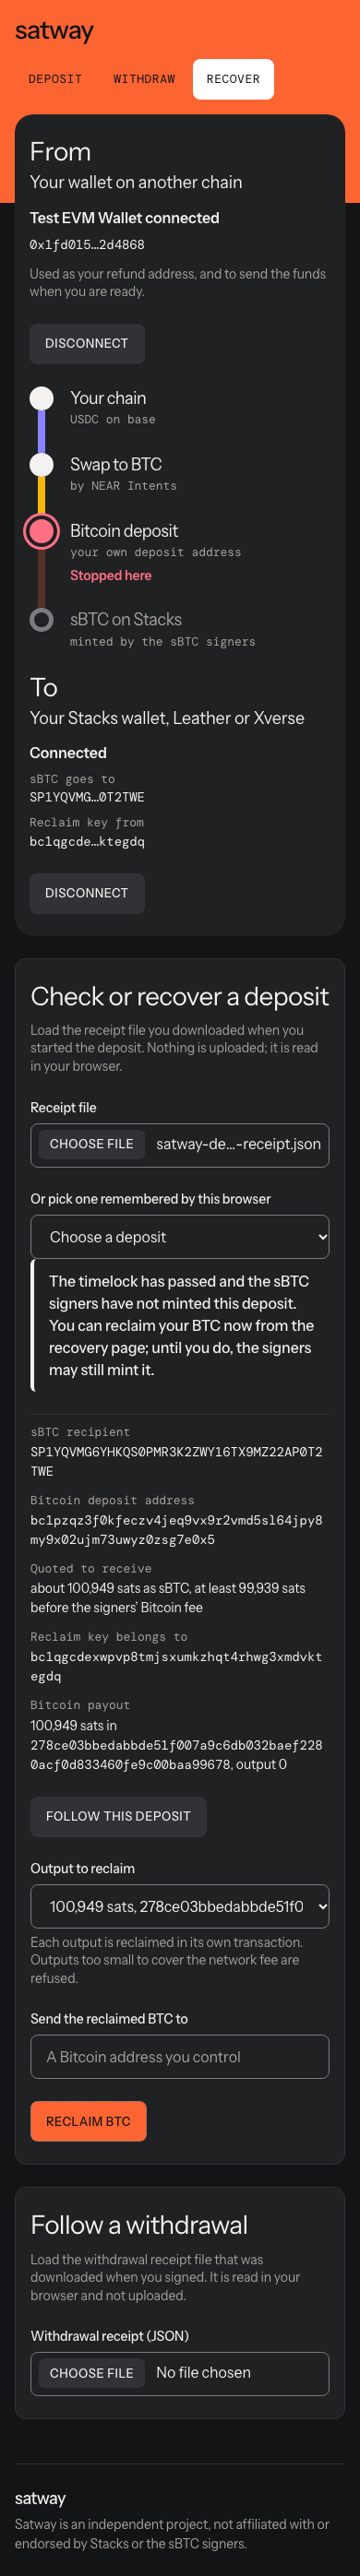 satway
DEPOSIT
WITHDRAW
RECOVER
From
Your wallet on another chain
Test EVM Wallet connected
0x1fd015…2d4868
Used as your refund address, and to send the funds
when you are ready.
DISCONNECT
Your chain
USDC on base
Swap to BTC
by NEAR Intents
Bitcoin deposit
your own deposit address
Stopped here
sBTC on Stacks
minted by the sBTC signers
To
Your Stacks wallet, Leather or Xverse
Connected
sBTC goes to
SP1YQVMG…0T2TWE
Reclaim key from
bc1qgcde…ktegdq
DISCONNECT
Check or recover a deposit
Load the receipt file you downloaded when you
started the deposit. Nothing is uploaded; it is read
in your browser.
Receipt file
CHOOSE FILE satway-de...-receipt.json
Or pick one remembered by this browser
Choose a deposit
The timelock has passed and the sBTC
signers have not minted this deposit.
You can reclaim your BTC now from the
recovery page; until you do, the signers
may still mint it.
sBTC recipient
SP1YQVMG6YHKQS0PMR3K2ZWY16TX9MZ22AP0T2
TWE
Bitcoin deposit address
bc1pzqz3f0kfeczv4jeq9vx9r2vmd5sl64jpy8
my9x02ujm73uwyz0zsg7e0x5
Quoted to receive
about 100,949 sats as sBTC, at least 99,939 sats
before the signers' Bitcoin fee
Reclaim key belongs to
bc1qgcdexwpvp8tmjsxumkzhqt4rhwg3xmdvkt
egdq
Bitcoin payout
100,949 sats in
278ce03bbedabbde51f007a9c6db032baef228
0acf0d833460fe9c00baa99678, output 0
FOLLOW THIS DEPOSIT
Output to reclaim
100,949 sats, 278ce03bbedabbde51f0
Each output is reclaimed in its own transaction.
Outputs too small to cover the network fee are
refused.
Send the reclaimed BTC to
A Bitcoin address you control
RECLAIM BTC
Follow a withdrawal
Load the withdrawal receipt file that was
downloaded when you signed. It is read in your
browser and not uploaded.
Withdrawal receipt (JSON)
CHOOSE FILE No file chosen
satway
Satway is an independent project, not affiliated with or
endorsed by Stacks or the sBTC signers.